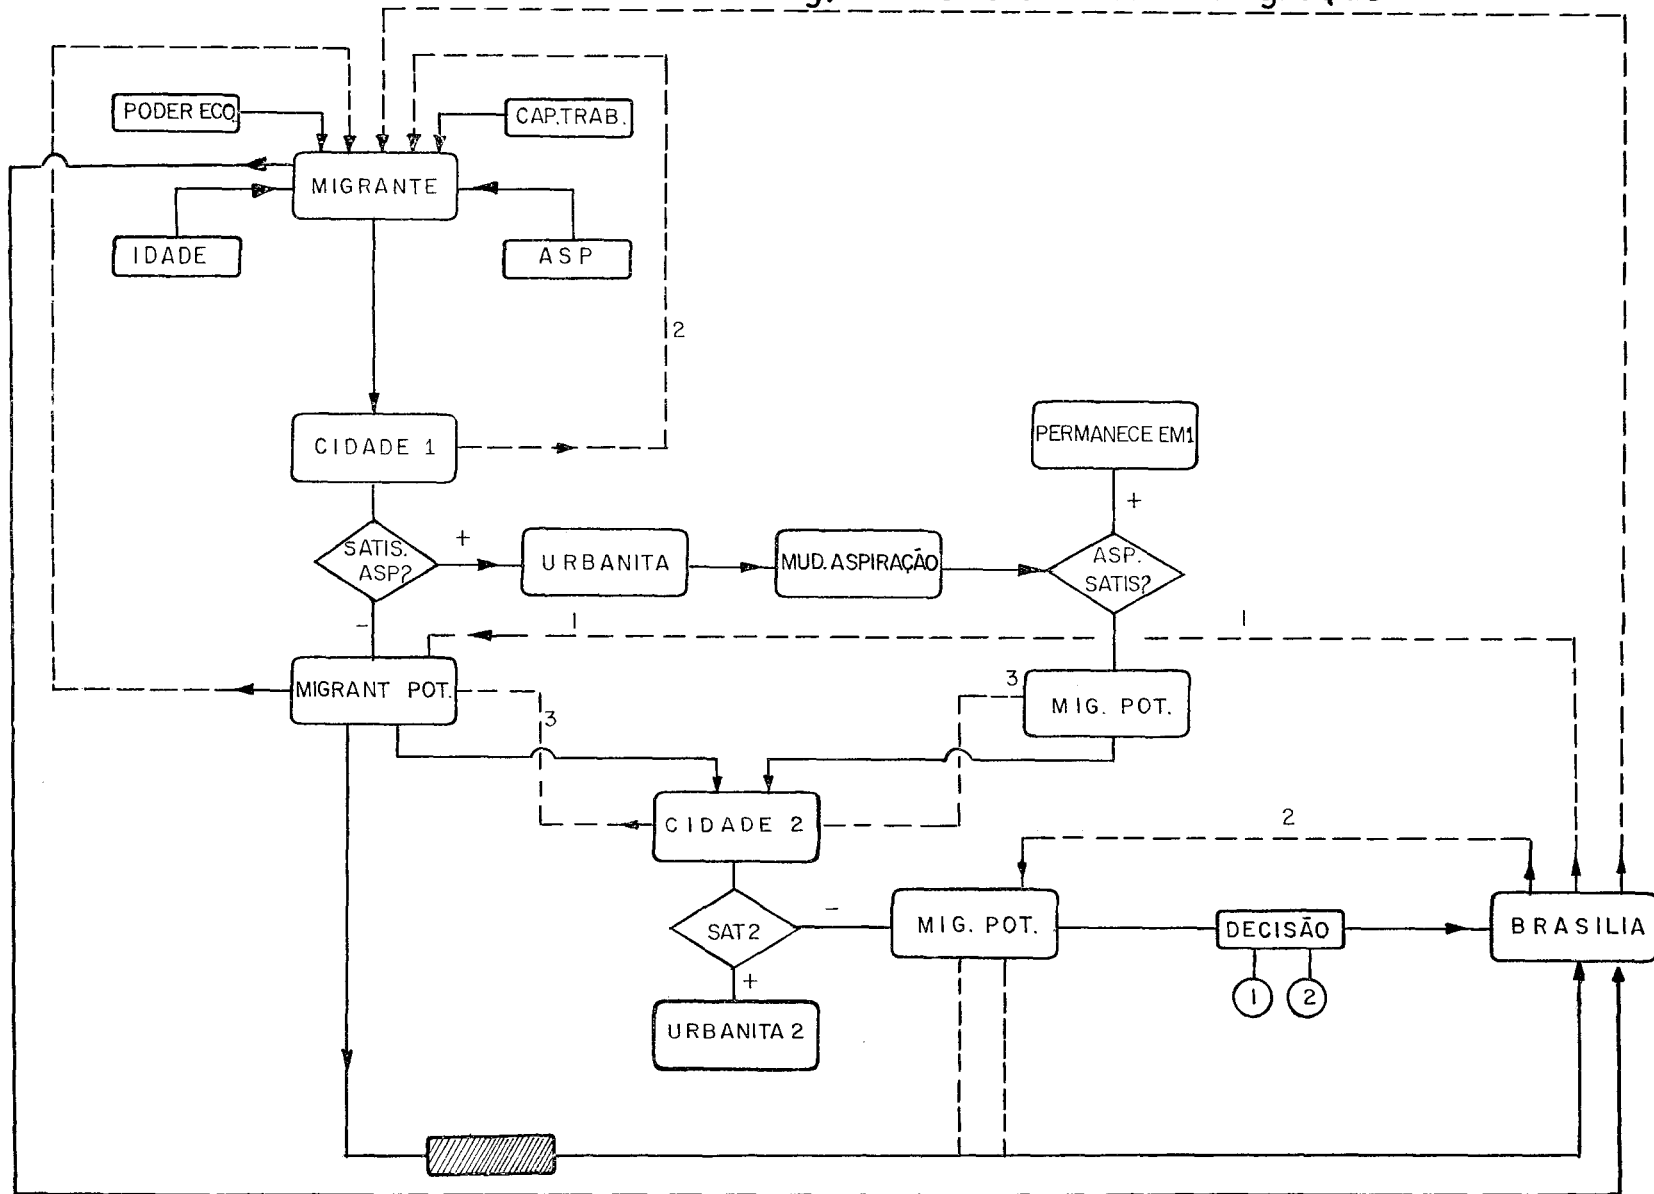 PODER ECO.
CAP.TRAB.
MIGRANTE
IDADE
ASP
2
CIDADE 1
PERMANECE EM1
+
SATIS.
ASP?
+
URBANITA
MUD. ASPIRAÇÃO
ASP.
SATIS?
-
1
1
MIGRANT POT.
3
3
MIG. POT.
CIDADE 2
2
SAT2
-
MIG. POT.
DECISÃO
BRASILIA
+
1
2
URBANITA 2